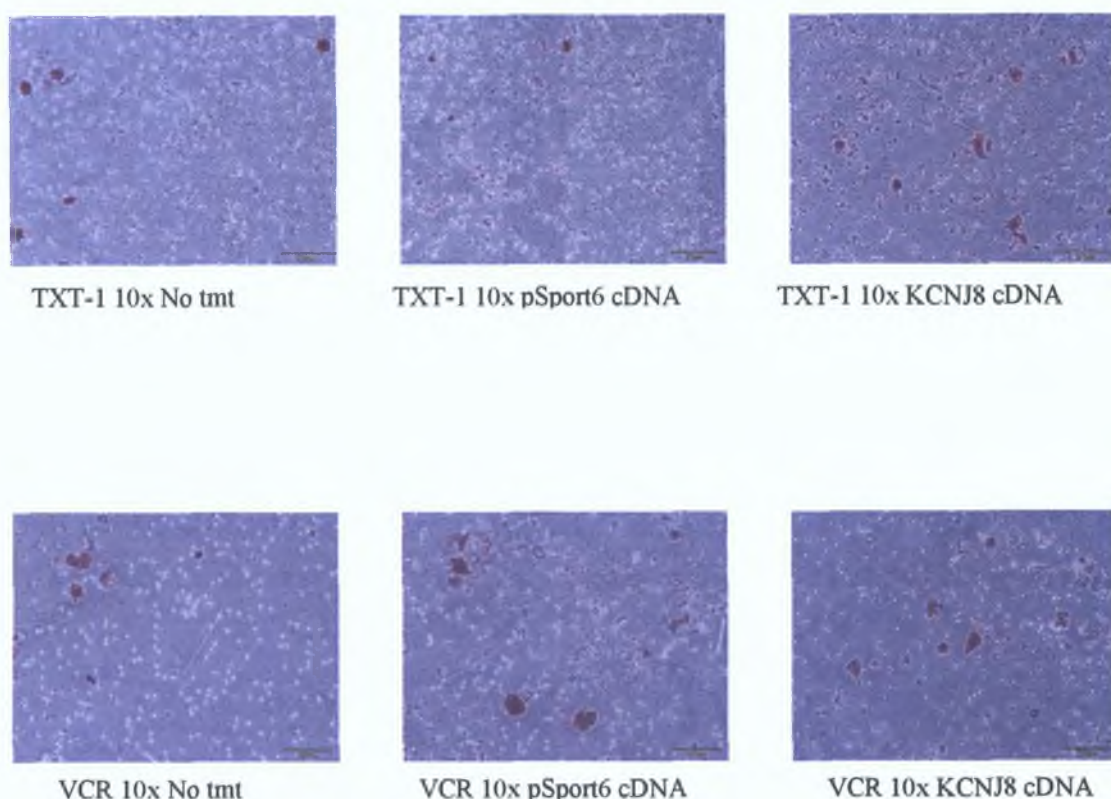 TXT-1 10x No tmt
TXT-1 10x pSport6 cDNA
TXT-1 10x KCNJ8 cDNA
VCR 10x No tmt
VCR 10x pSport6 cDNA
VCR 10x KCNJ8 cDNA